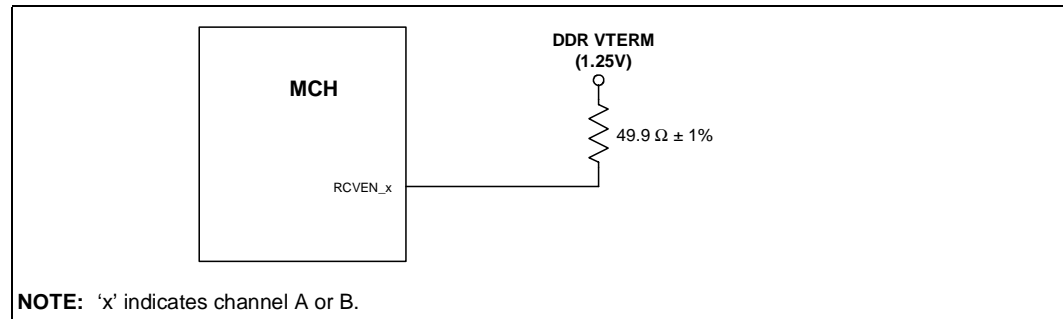 DDR VTERM
(1.25V)
MCH
49.9 Ω ± 1%
RCVEN_x
NOTE: ‘x’ indicates channel A or B.